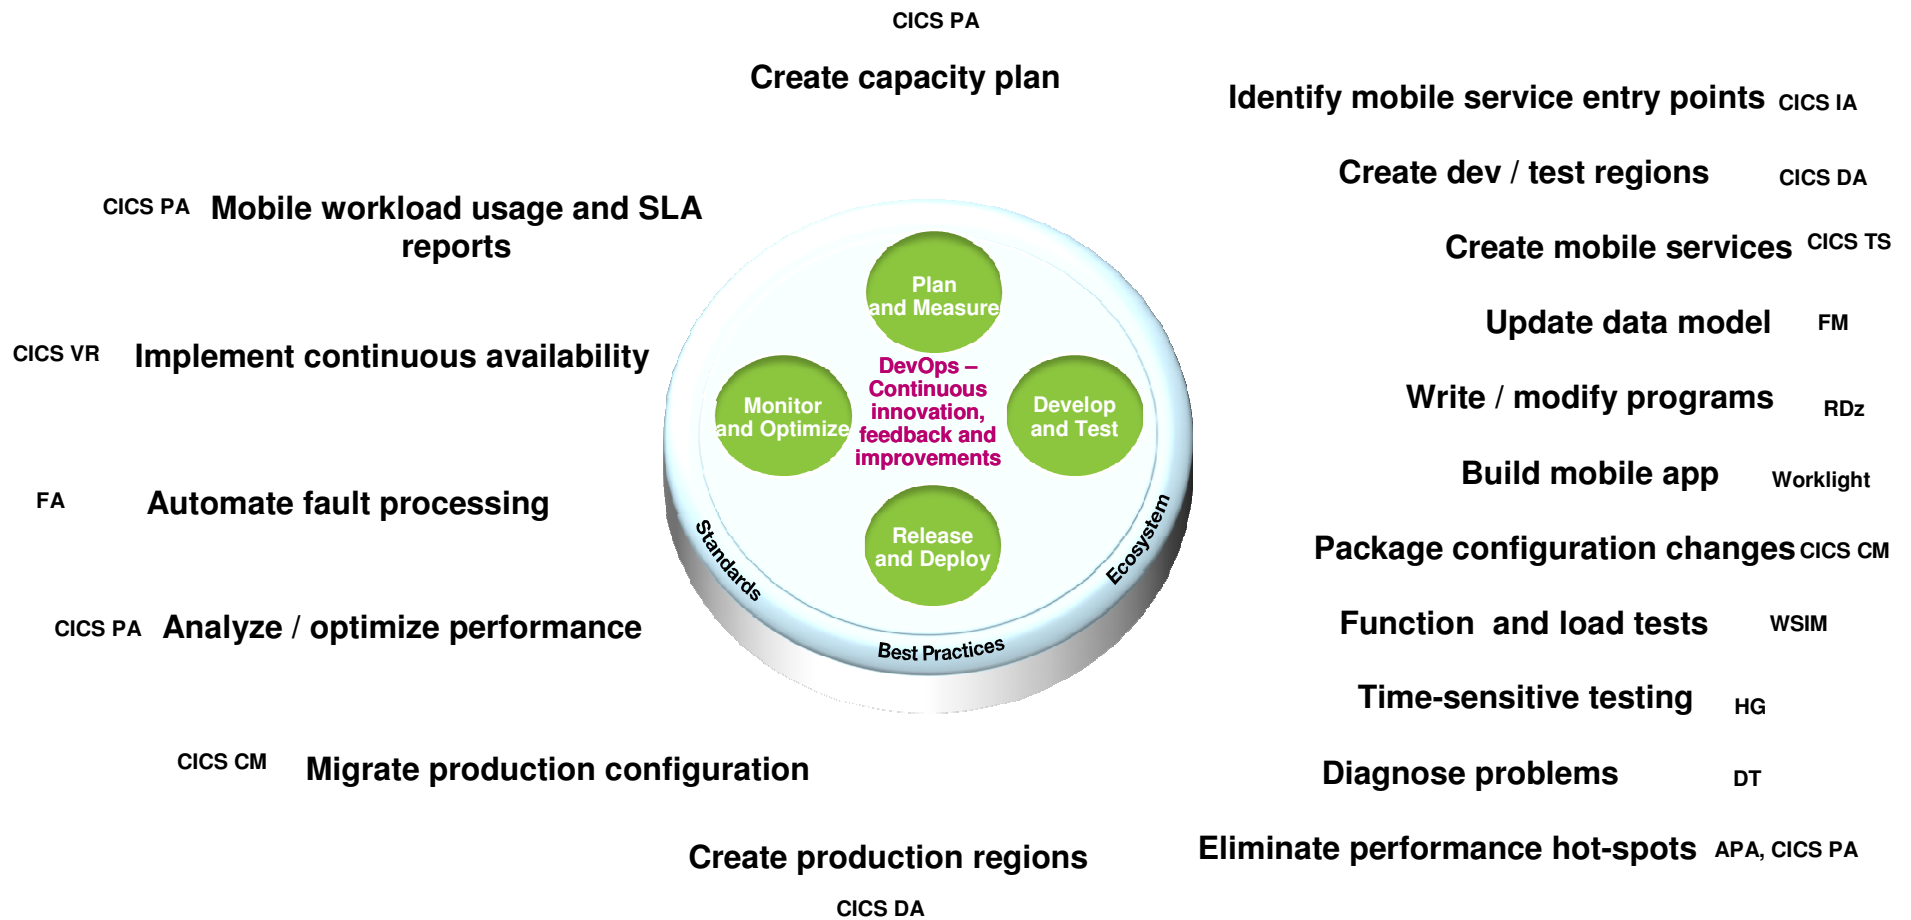 CICS PA
Create capacity plan
Identify mobile service entry points CICS IA
Create dev / test regions CICS DA
Create mobile services CICS TS
Update data model FM
Write / modify programs RDz
Build mobile app Worklight
Package configuration changes CICS CM
Function and load tests WSIM
Time-sensitive testing HG
Diagnose problems DT
Eliminate performance hot-spots APA, CICS PA
Create production regions
CICS DA
CICS CM Migrate production configuration
CICS PA Analyze / optimize performance
FA Automate fault processing
CICS VR Implement continuous availability
CICS PA Mobile workload usage and SLA
reports
Plan
and Measure
Develop
and Test
Release
and Deploy
Monitor
and Optimize
DevOps –
Continuous
innovation,
feedback and
improvements
Standards
Best Practices
Ecosystem